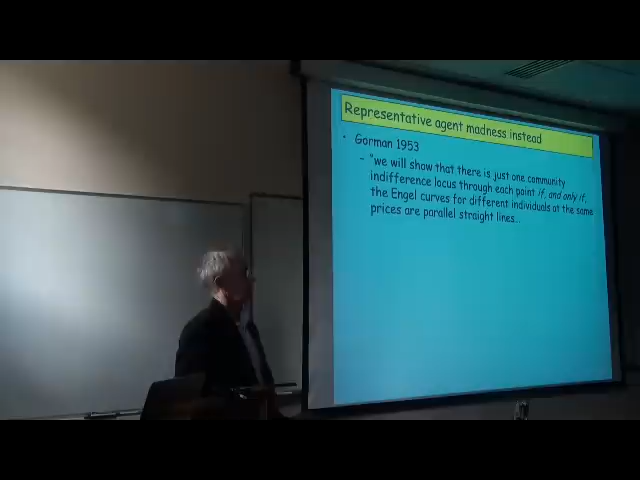 Representative agent madness instead
• Gorman 1953
– "we will show that there is just one community
indifference locus through each point if, and only if,
the Engel curves for different individuals at the same
prices are parallel straight lines…